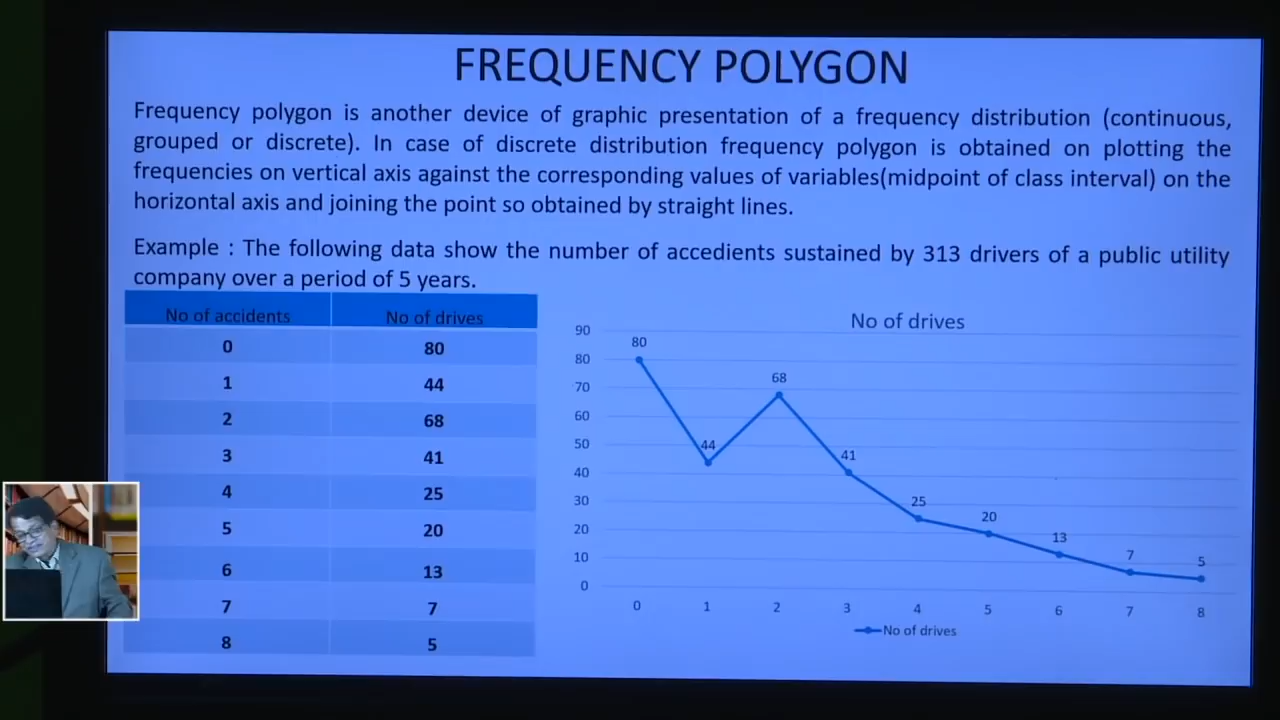 FREQUENCY POLYGON
Frequency polygon is another device of graphic presentation of a frequency distribution (continuous,
grouped or discrete). In case of discrete distribution frequency polygon is obtained on plotting the
frequencies on vertical axis against the corresponding values of variables(midpoint of class interval) on the
horizontal axis and joining the point so obtained by straight lines.
Example : The following data show the number of accedients sustained by 313 drivers of a public utility
company over a period of 5 years.
No of accidents No of drives
0 80
1 44
2 68
3 41
4 25
5 20
6 13
7 7
8 5
No of drives
90
80
70
60
50
40
30
20
10
0
80
44
68
41
25
20
13
7
5
0 1 2 3 4 5 6 7 8
No of drives